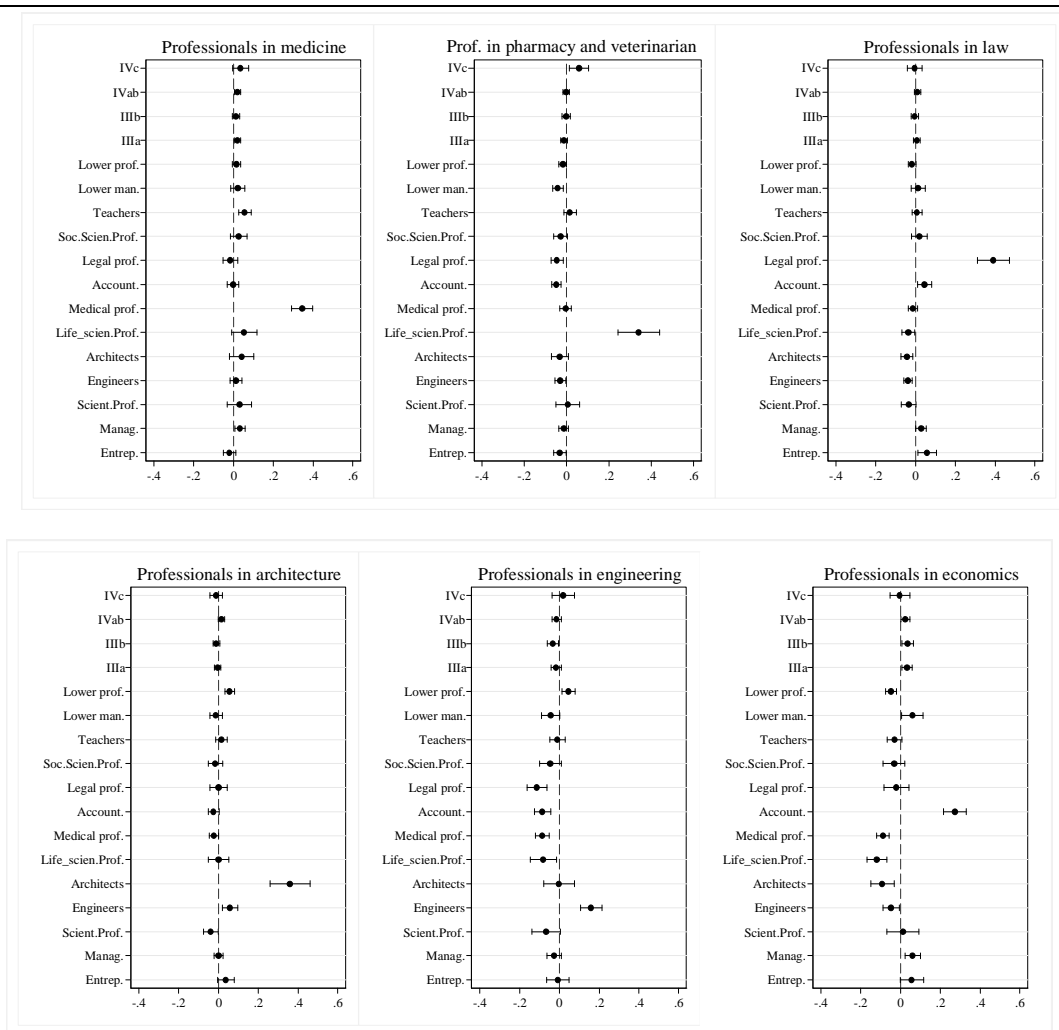 Professionals in medicine
IVc
IVab
IIIb
IIIa
Lower prof.
Lower man.
Teachers
Soc.Scien.Prof.
Legal prof.
Account.
Medical prof.
Life_scien.Prof.
Architects
Engineers
Scient.Prof.
Manag.
Entrep.
-.4 -.2 0 .2 .4 .6
Prof. in pharmacy and veterinarian
IVc
IVab
IIIb
IIIa
Lower prof.
Lower man.
Teachers
Soc.Scien.Prof.
Legal prof.
Account.
Medical prof.
Life_scien.Prof.
Architects
Engineers
Scient.Prof.
Manag.
Entrep.
-.4 -.2 0 .2 .4 .6
Professionals in law
IVc
IVab
IIIb
IIIa
Lower prof.
Lower man.
Teachers
Soc.Scien.Prof.
Legal prof.
Account.
Medical prof.
Life_scien.Prof.
Architects
Engineers
Scient.Prof.
Manag.
Entrep.
-.4 -.2 0 .2 .4 .6
Professionals in architecture
IVc
IVab
IIIb
IIIa
Lower prof.
Lower man.
Teachers
Soc.Scien.Prof.
Legal prof.
Account.
Medical prof.
Life_scien.Prof.
Architects
Engineers
Scient.Prof.
Manag.
Entrep.
-.4 -.2 0 .2 .4 .6
Professionals in engineering
IVc
IVab
IIIb
IIIa
Lower prof.
Lower man.
Teachers
Soc.Scien.Prof.
Legal prof.
Account.
Medical prof.
Life_scien.Prof.
Architects
Engineers
Scient.Prof.
Manag.
Entrep.
-.4 -.2 0 .2 .4 .6
Professionals in economics
IVc
IVab
IIIb
IIIa
Lower prof.
Lower man.
Teachers
Soc.Scien.Prof.
Legal prof.
Account.
Medical prof.
Life_scien.Prof.
Architects
Engineers
Scient.Prof.
Manag.
Entrep.
-.4 -.2 0 .2 .4 .6